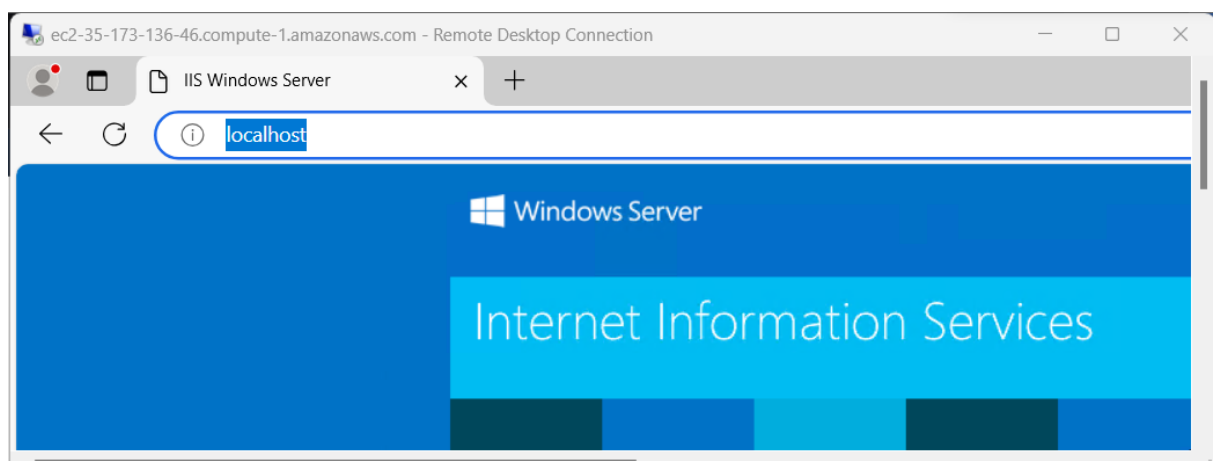 ec2-35-173-136-46.compute-1.amazonaws.com - Remote Desktop Connection
IIS Windows Server
localhost
Windows Server
Internet Information Services